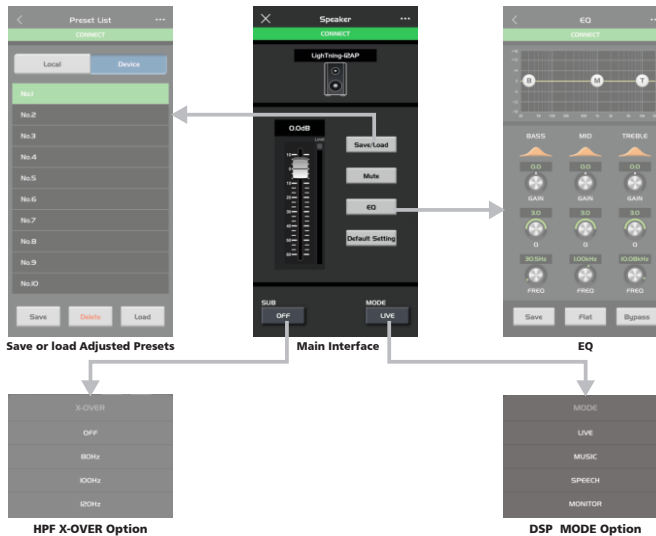 Preset List
CONNECT
Local
Device
No.1
No.2
No.3
No.4
No.5
No.6
No.7
No.8
No.9
No.10
Save
Delete
Load
Save or load Adjusted Presets
Speaker
CONNECT
LighTning-12AP
0.0dB
Save/Load
Mute
EQ
Default Setting
SUB
MODE
OFF
LIVE
Main Interface
EQ
CONNECT
B
M
T
BASS
MID
TREBLE
0.0
0.0
0.0
GAIN
GAIN
GAIN
3.0
3.0
3.0
Q
Q
Q
30.5Hz
1.00kHz
10.08kHz
FREQ
FREQ
FREQ
Save
Flat
Bypass
EQ
X-OVER
OFF
80Hz
100Hz
120Hz
HPF X-OVER Option
MODE
LIVE
MUSIC
SPEECH
MONITOR
DSP MODE Option